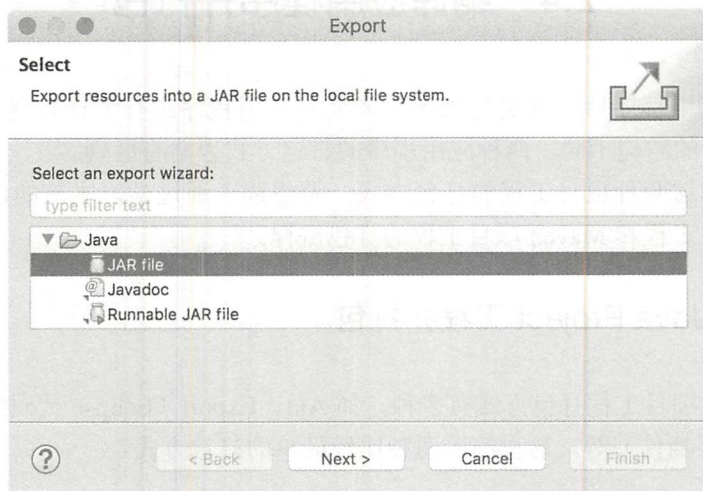 Export
Select
Export resources into a JAR file on the local file system.
Select an export wizard:
type filter text
Java
JAR file
Javadoc
Runnable JAR file
?
< Back
Next >
Cancel
Finish